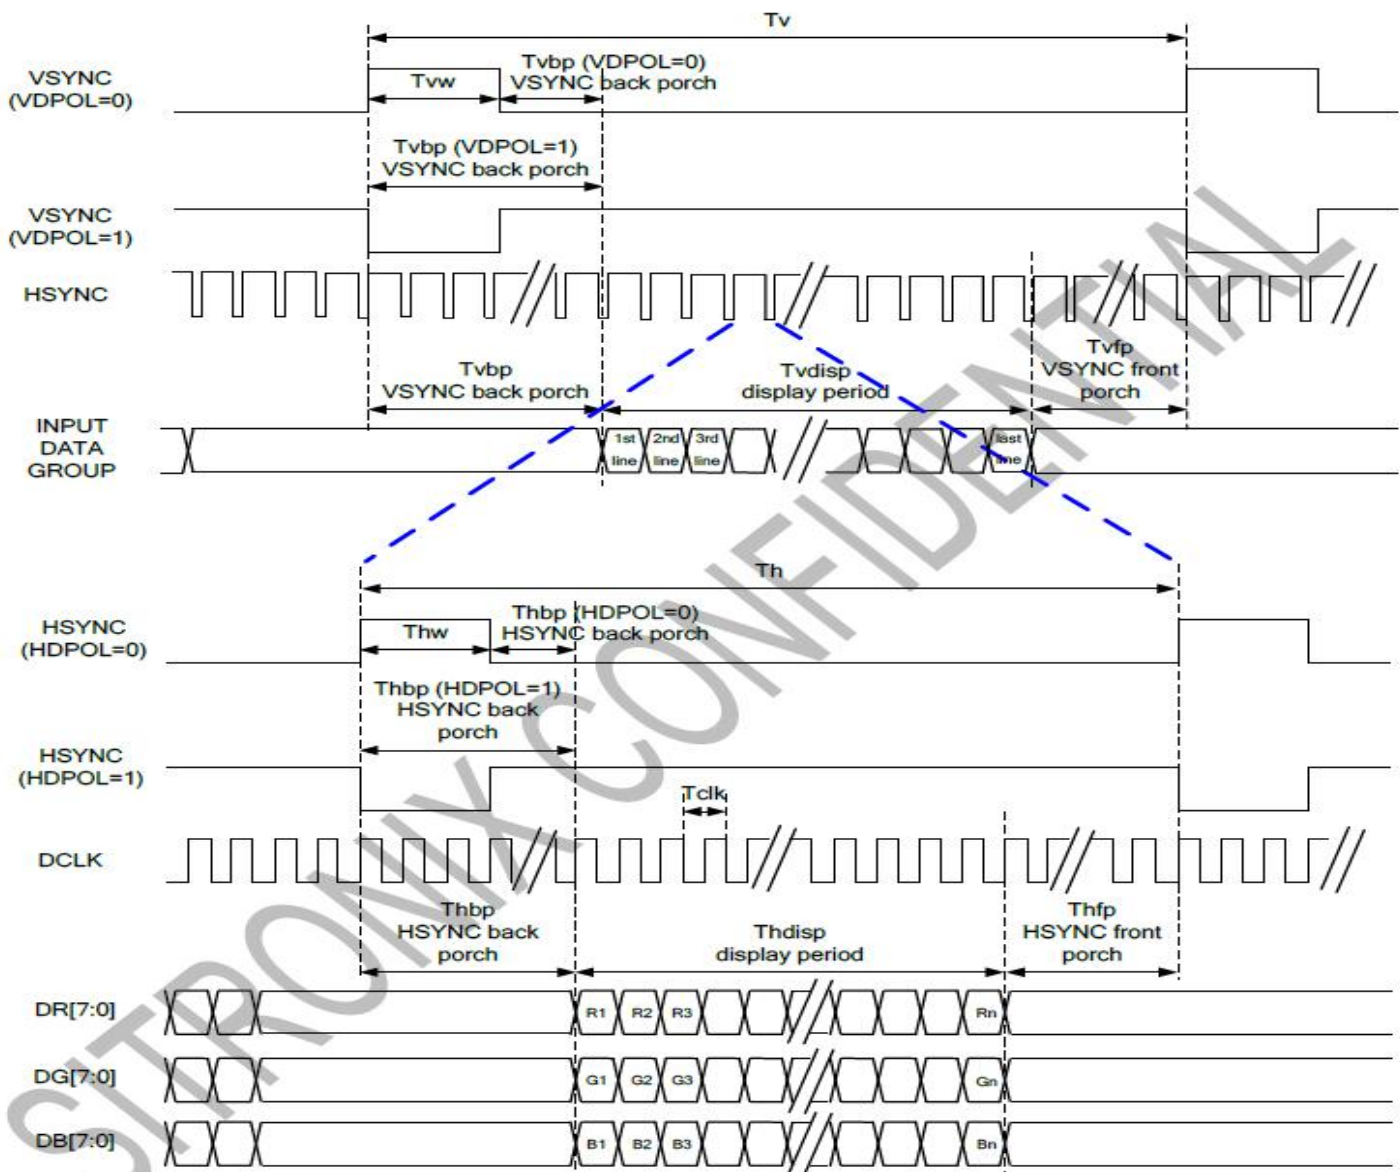 Tv
VSYNC
(VDPOL=0)
Tvw
Tvbp (VDPOL=0)
VSYNC back porch
Tvbp (VDPOL=1)
VSYNC back porch
VSYNC
(VDPOL=1)
HSYNC
Tvbp
VSYNC back porch
Tvdisp
display period
Tvfp
VSYNC front
porch
INPUT
DATA
GROUP
1st
line
2nd
line
3rd
line
last
line
Th
HSYNC
(HDPOL=0)
Thw
Thbp (HDPOL=0)
HSYNC back porch
Thbp (HDPOL=1)
HSYNC back
porch
HSYNC
(HDPOL=1)
Tclk
DCLK
Thbp
HSYNC back
porch
Thdisp
display period
Thfp
HSYNC front
porch
DR[7:0]
R1 R2 R3 Rn
DG[7:0]
G1 G2 G3 Gn
DB[7:0]
B1 B2 B3 Bn
SITRONIX CONFIDENTIAL